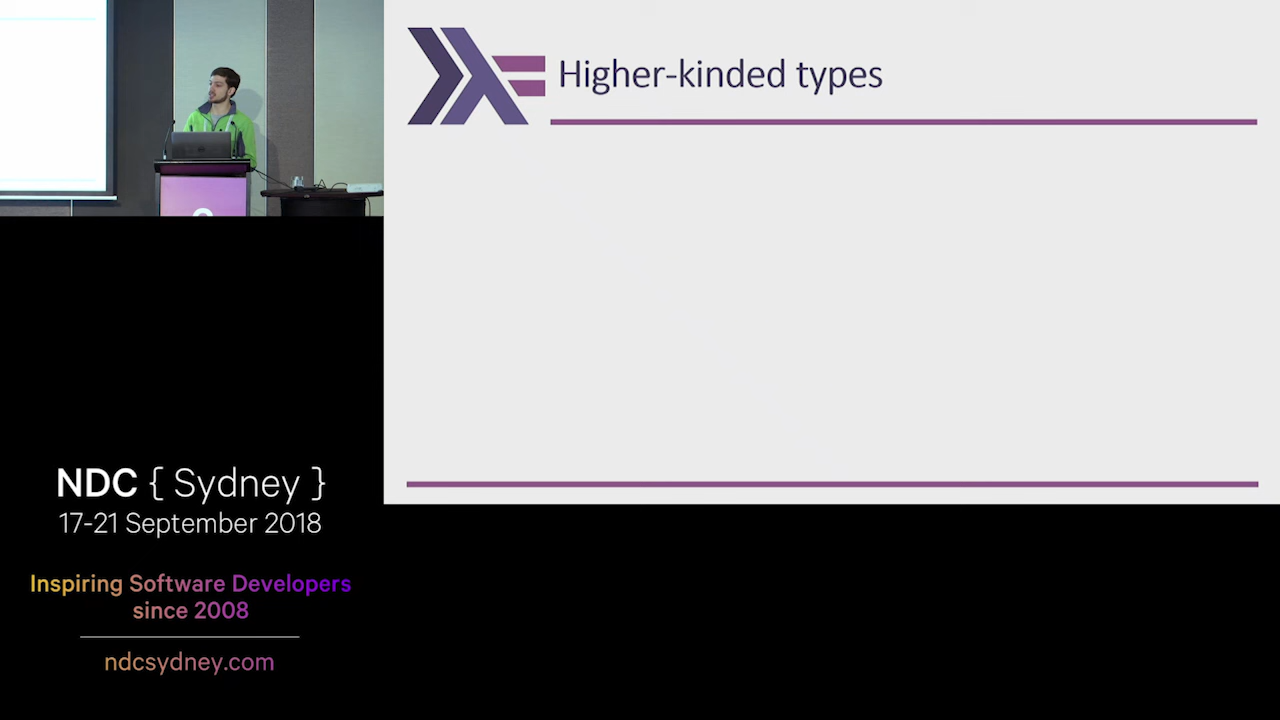 Higher-kinded types
NDC { Sydney }
17-21 September 2018
Inspiring Software Developers
since 2008
ndcsydney.com